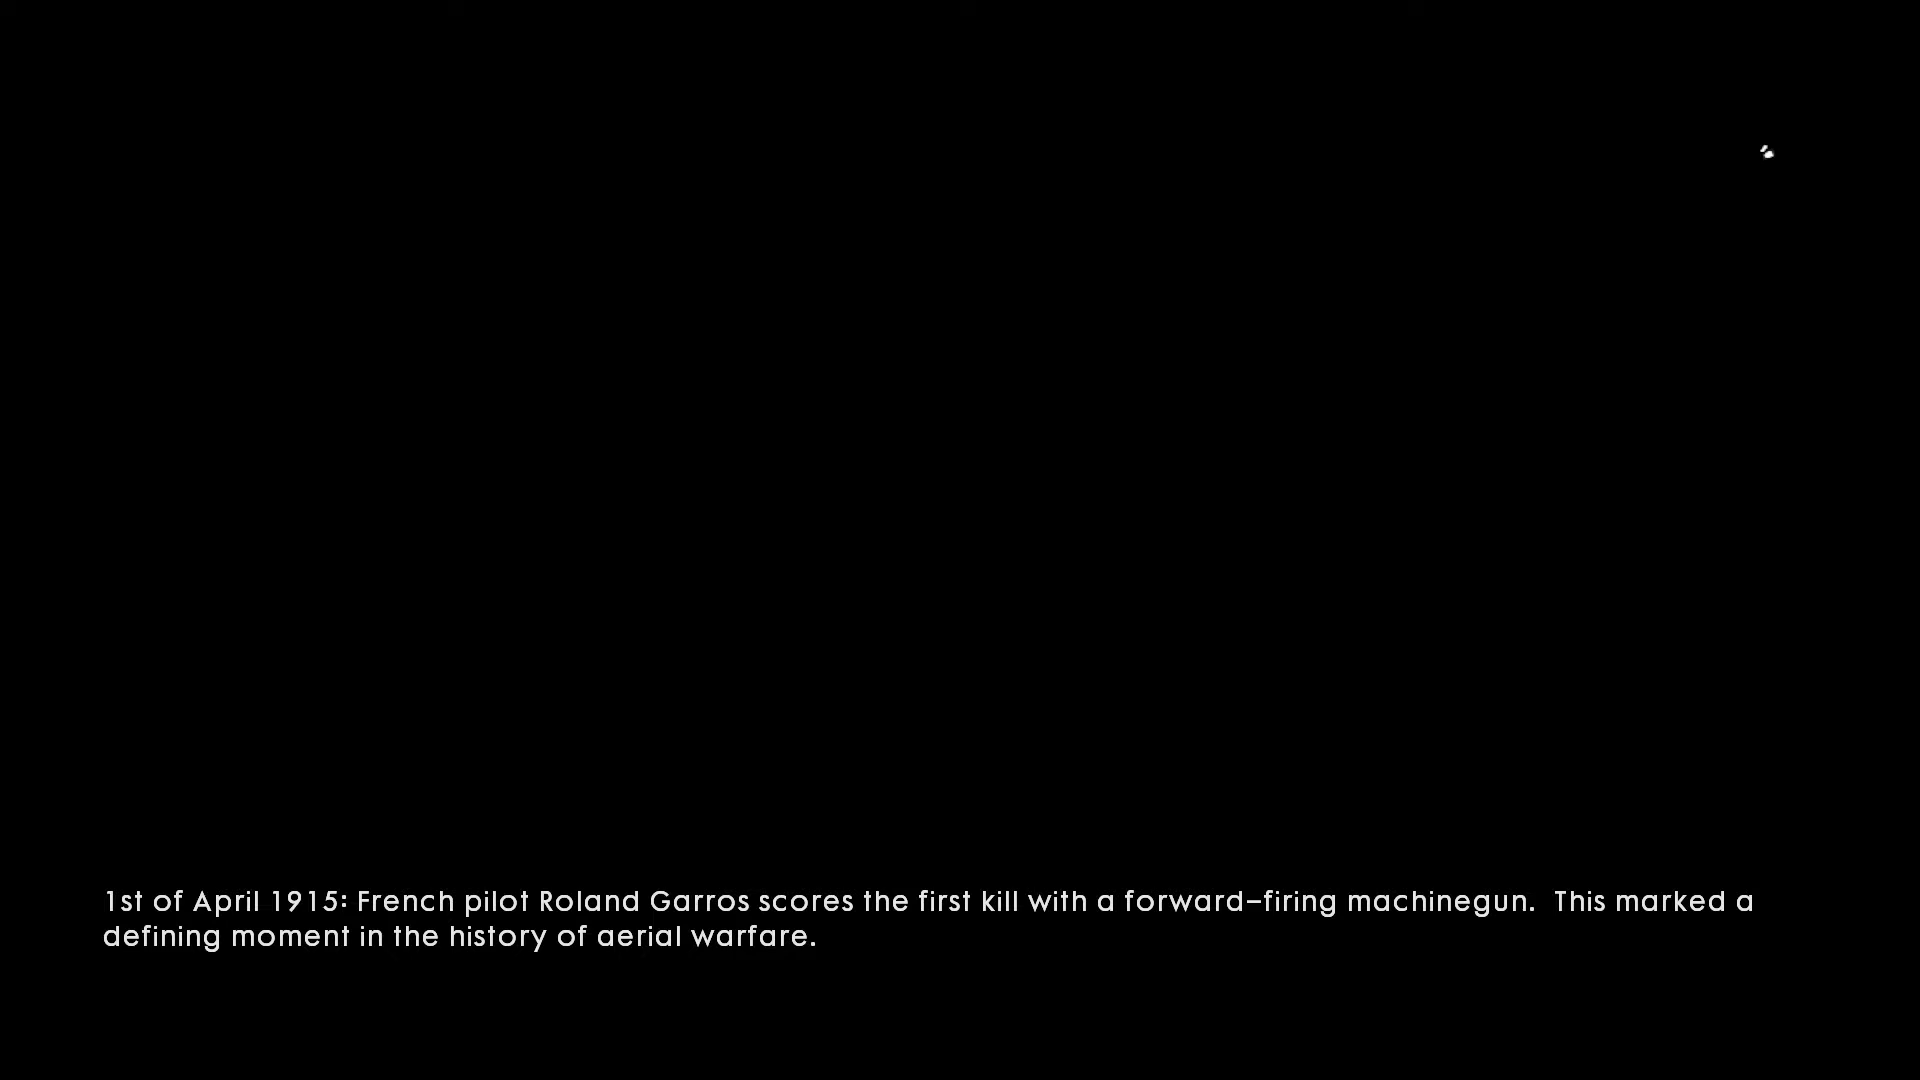 1st of April 1915: French pilot Roland Garros scores the first kill with a forward–firing machinegun.  This marked a
defining moment in the history of aerial warfare.